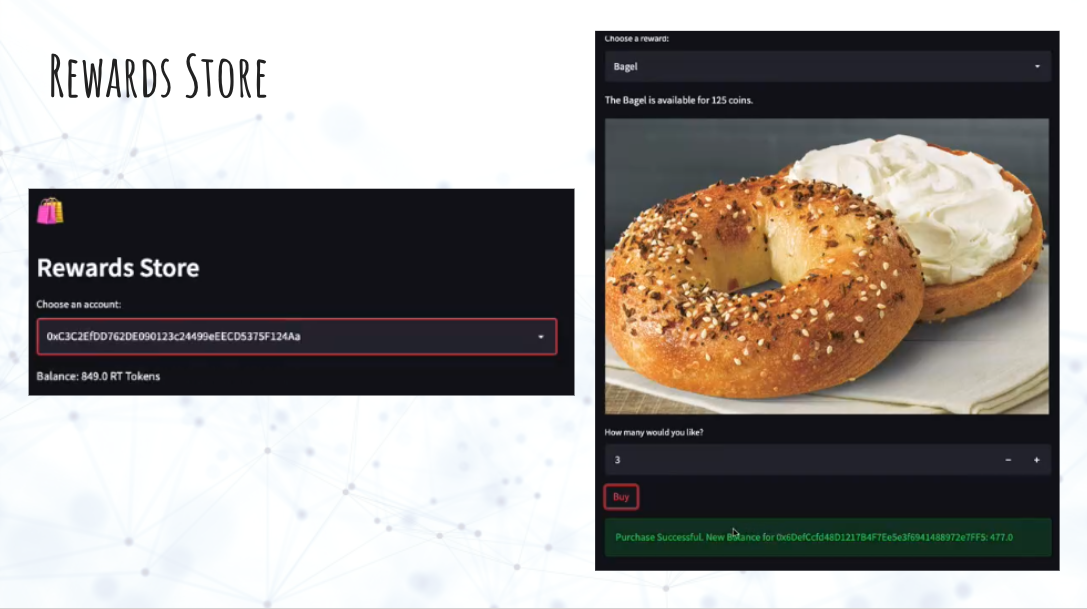 Rewards Store
Rewards Store
Choose an account:
0xC3C2EfDD762DE090123c24499eEECD5375F124Aa
Balance: 849.0 RT Tokens
Choose a reward:
Bagel
The Bagel is available for 125 coins.
How many would you like?
3
Buy
Purchase Successful. New Balance for 0x6DefCcfd48D1217B4F7Ee5e3f6941488972e7FF5: 477.0